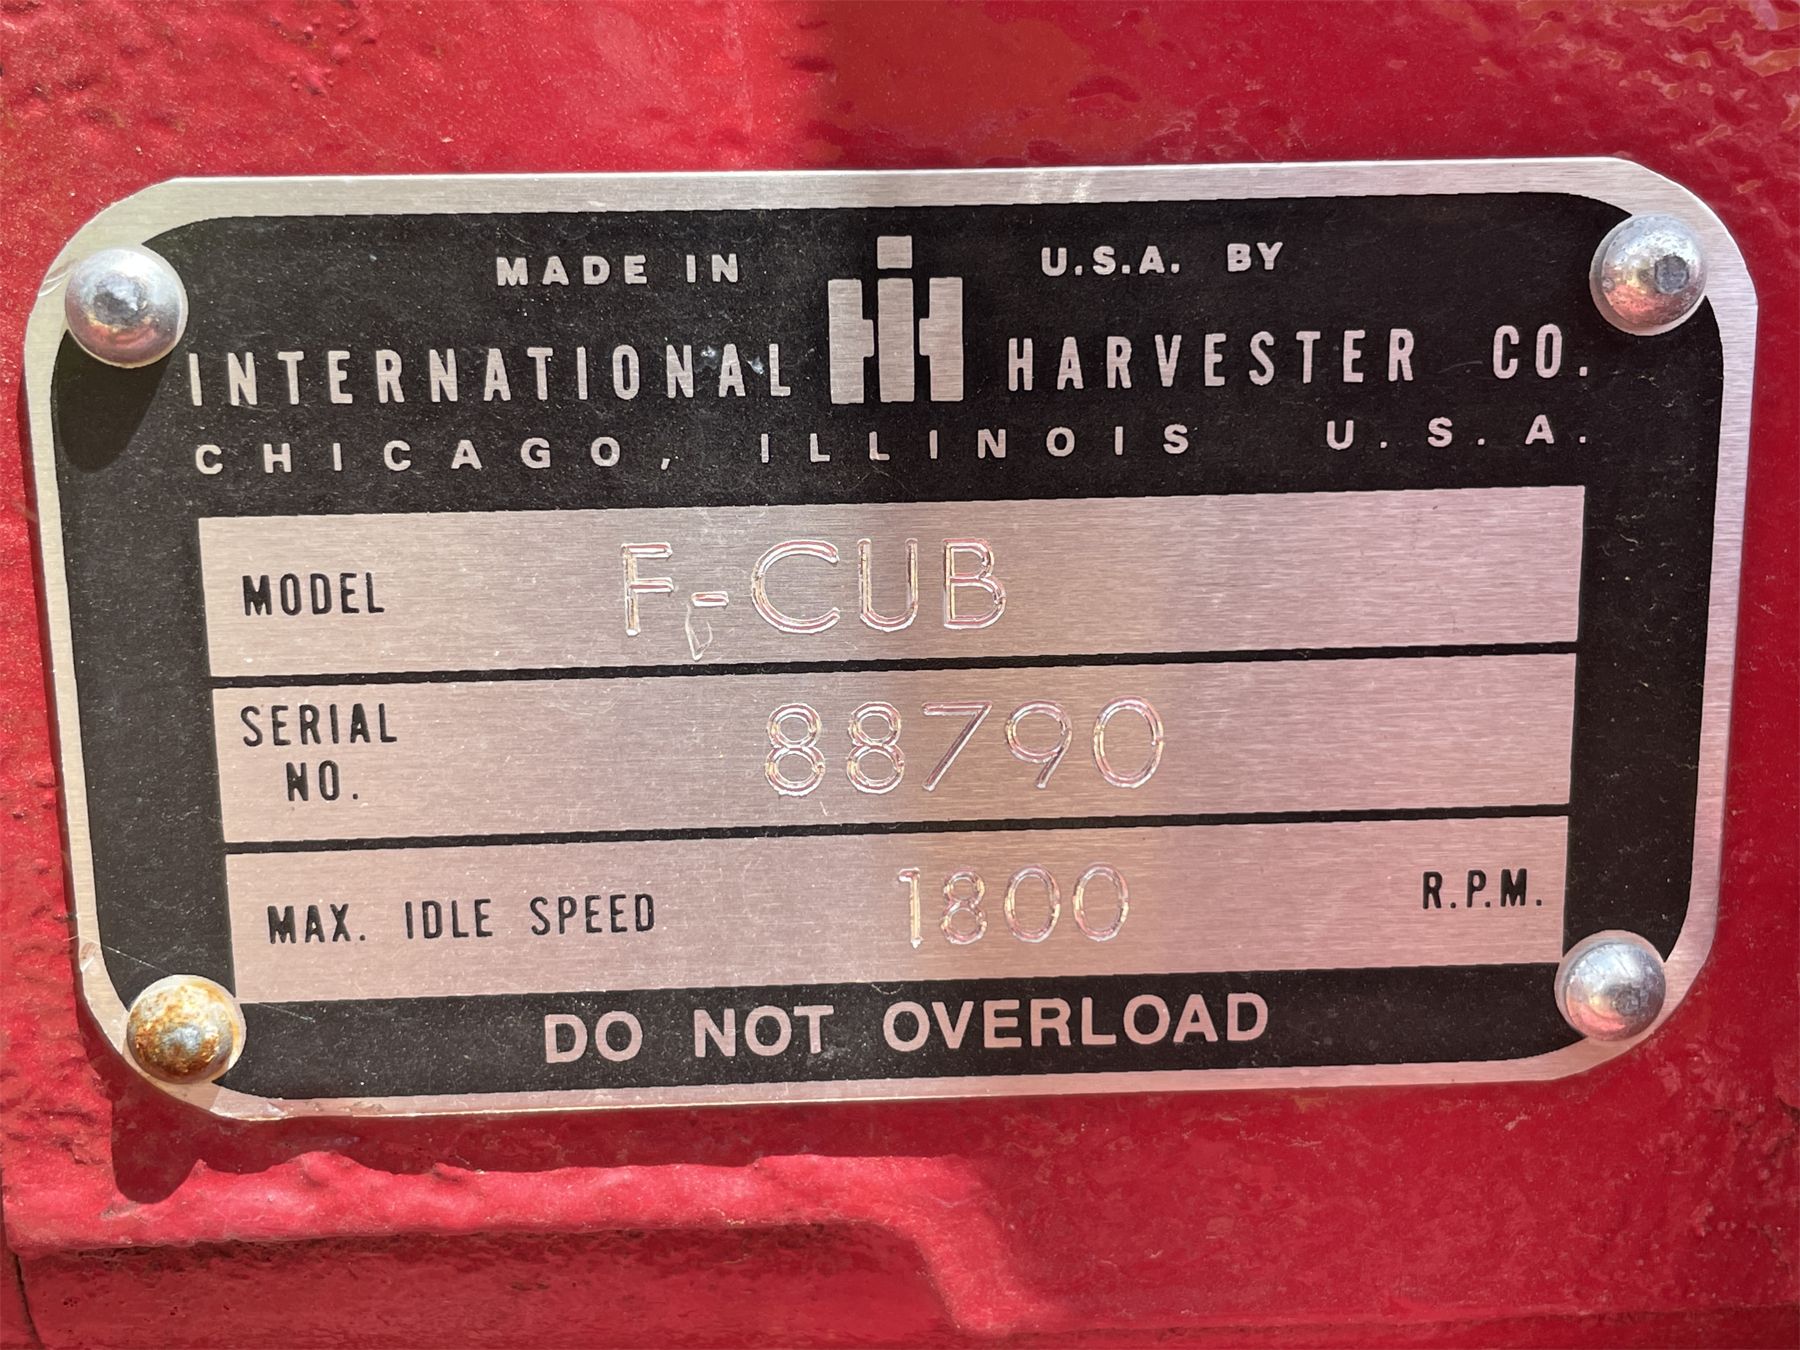 MADE IN IH U.S.A. BY
INTERNATIONAL HARVESTER CO.
CHICAGO, ILLINOIS U.S.A.
MODEL F-CUB
SERIAL NO. 88790
MAX. IDLE SPEED 1800 R.P.M.
DO NOT OVERLOAD